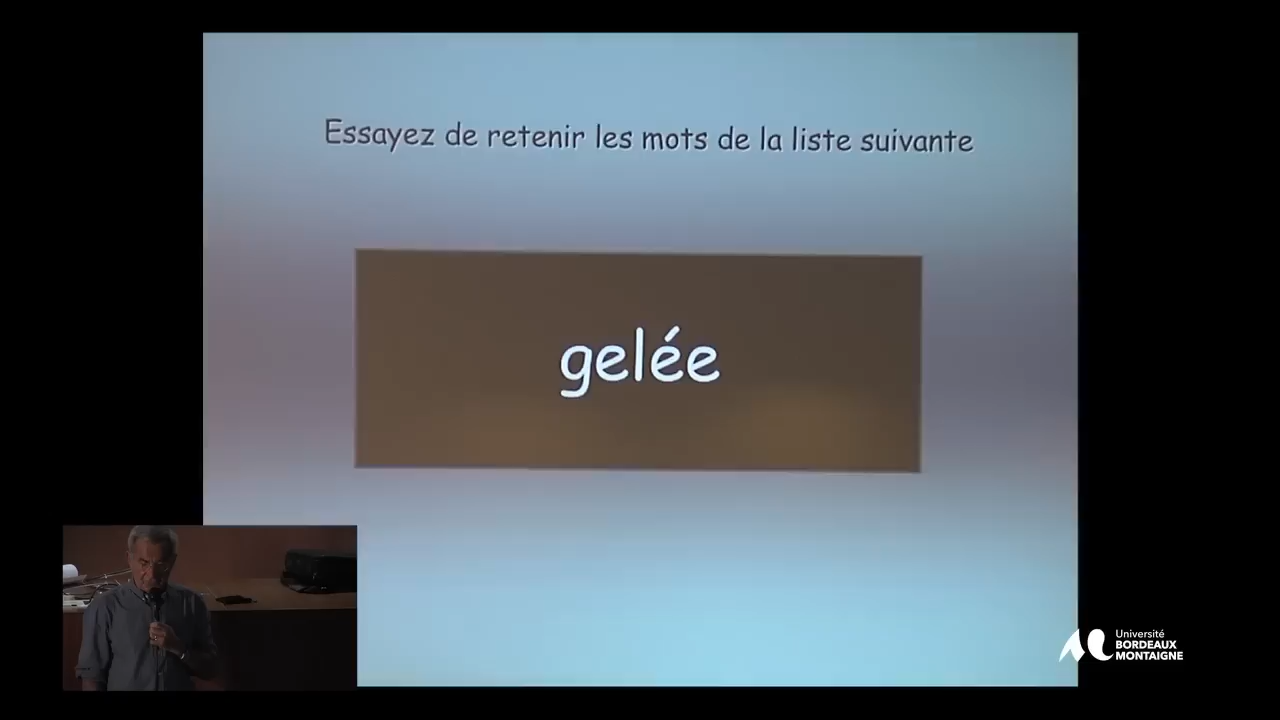 Essayez de retenir les mots de la liste suivante
gelée
Université
BORDEAUX
MONTAIGNE